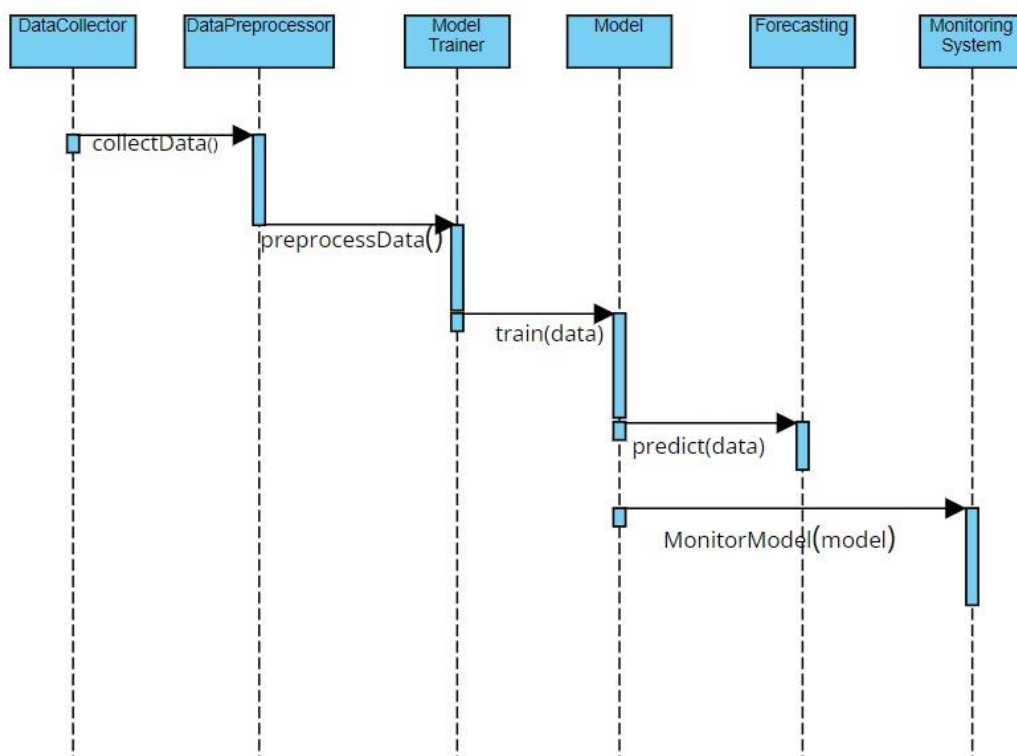 DataCollector
DataPreprocessor
Model
Trainer
Model
Forecasting
Monitoring
System
collectData()
preprocessData()
train(data)
predict(data)
MonitorModel(model)